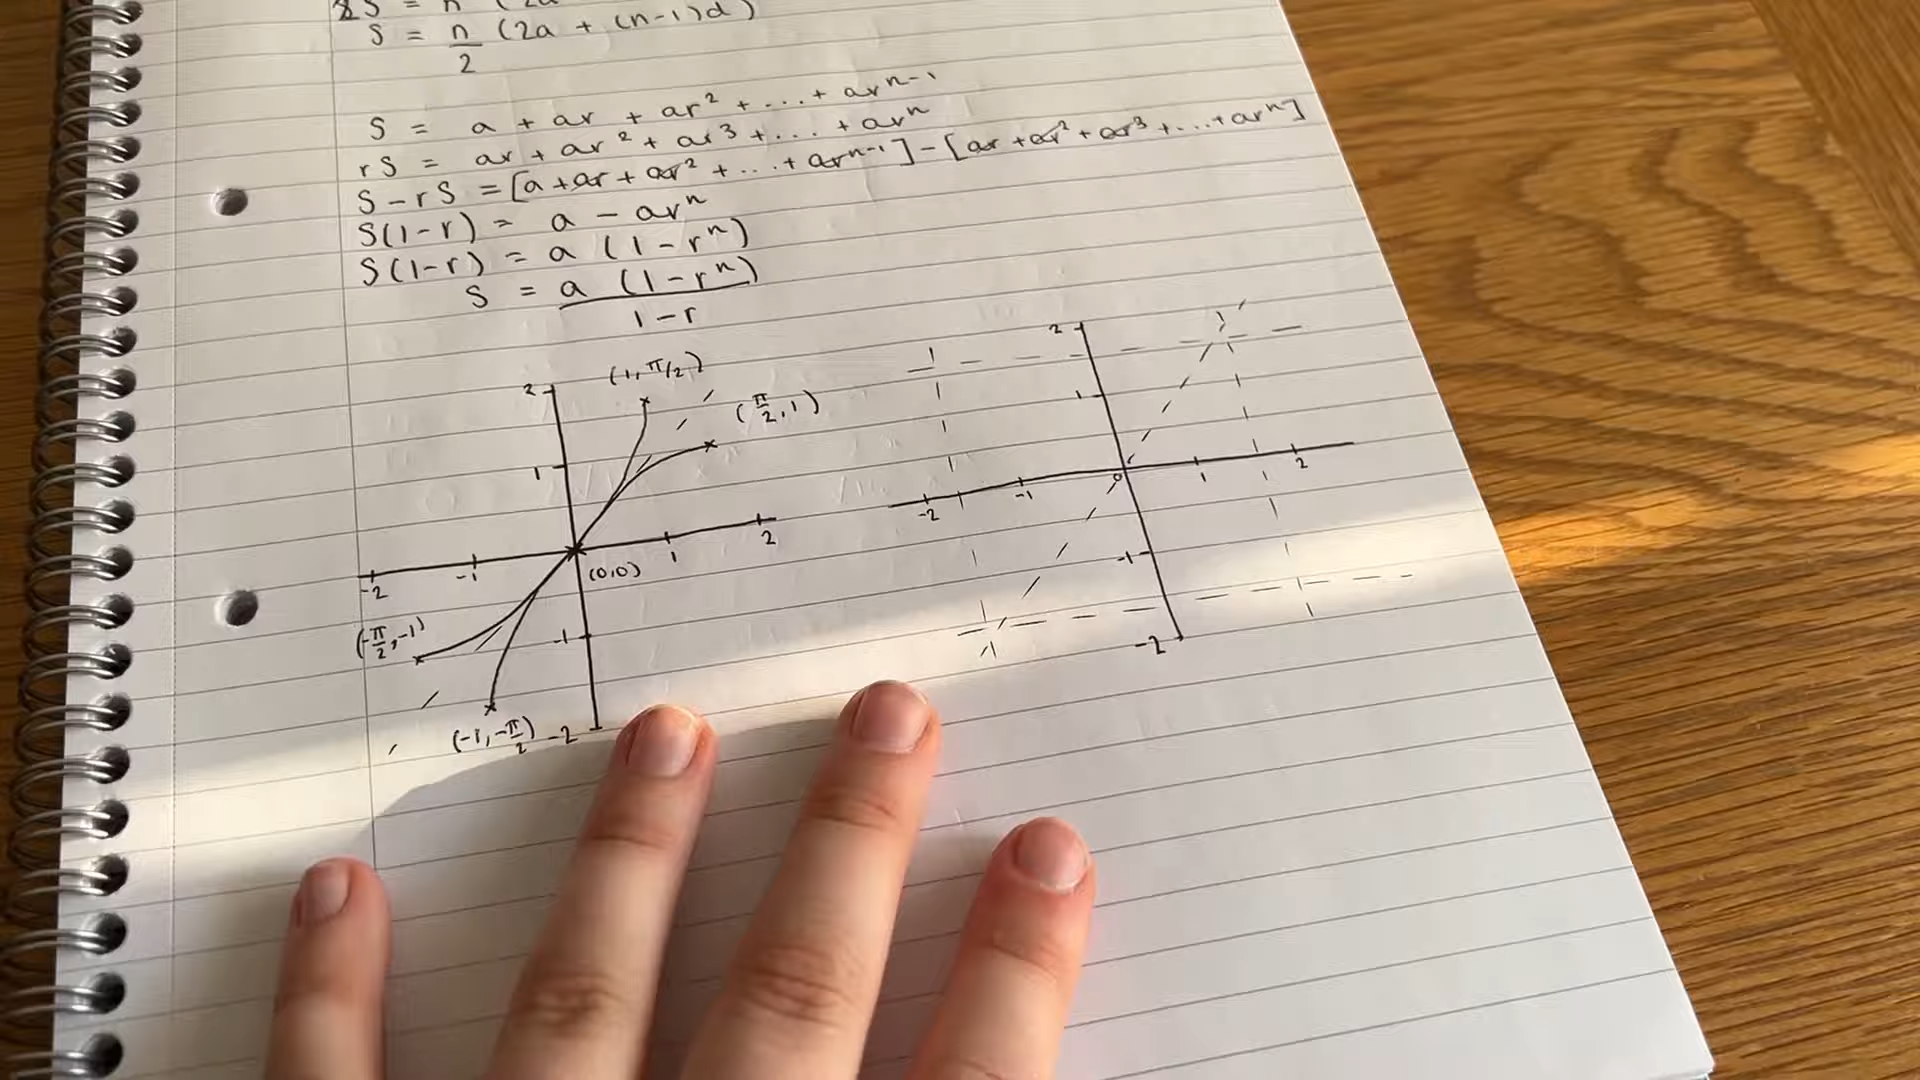 S = n (2a
S = n/2 (2a + (n-1)d)
S = a + ar + ar² + ... + arⁿ⁻¹
rS = ar + ar² + ar³ + ... + arⁿ
S - rS = [a + ar + ar² + ... + arⁿ⁻¹] - [ar + ar² + ar³ + ... + arⁿ]
S(1-r) = a - arⁿ
S(1-r) = a (1-rⁿ)
S = a (1-rⁿ)/1-r
2
(1, π/2)
(π/2, 1)
1
-2 -1 (0,0) 1 2
(-π/2, -1)
-1
(-1, -π/2)
-2
2
1
-2 -1 0 1 2
-1
-2